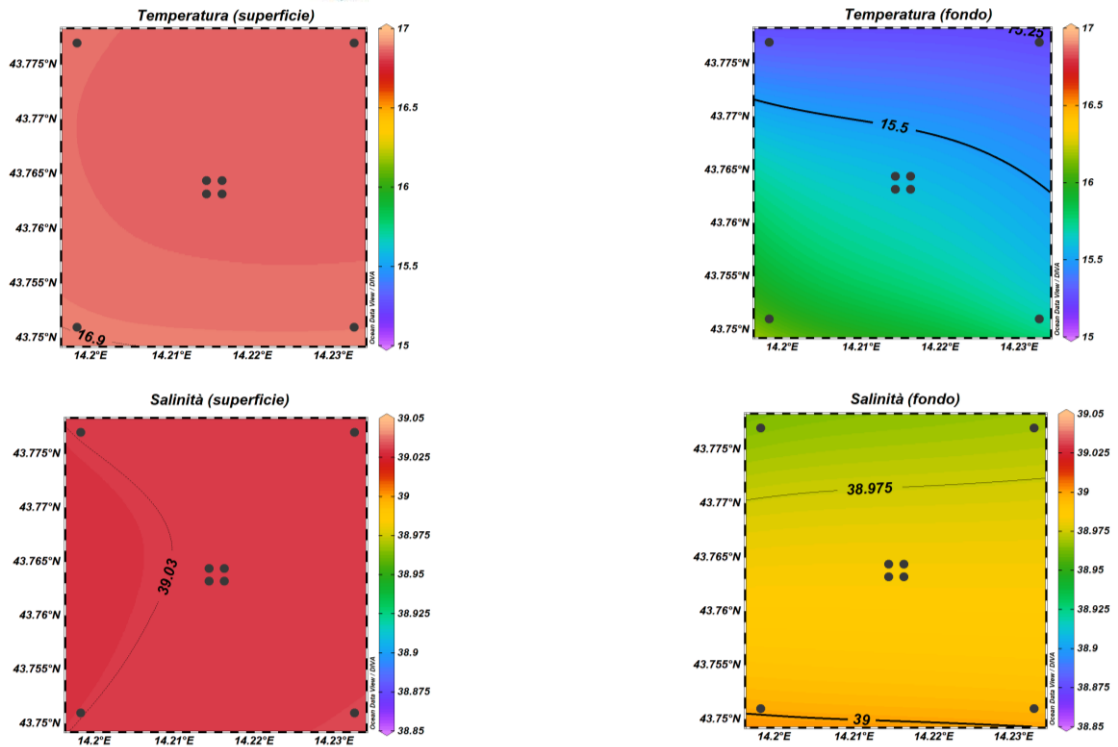 Temperatura (superficie)
43.775°N
43.77°N
43.765°N
43.76°N
43.755°N
43.75°N
16.9
14.2°E 14.21°E 14.22°E 14.23°E
17
16.5
16
15.5
15
Ocean Data View / DIVA
Temperatura (fondo)
43.775°N
43.77°N
43.765°N
43.76°N
43.755°N
43.75°N
15.25
15.5
14.2°E 14.21°E 14.22°E 14.23°E
17
16.5
16
15.5
15
Ocean Data View / DIVA
Salinità (superficie)
43.775°N
43.77°N
43.765°N
43.76°N
43.755°N
43.75°N
39.03
14.2°E 14.21°E 14.22°E 14.23°E
39.05
39.025
39
38.975
38.95
38.925
38.9
38.875
38.85
Ocean Data View / DIVA
Salinità (fondo)
43.775°N
43.77°N
43.765°N
43.76°N
43.755°N
43.75°N
38.975
39
14.2°E 14.21°E 14.22°E 14.23°E
39.05
39.025
39
38.975
38.95
38.925
38.9
38.875
38.85
Ocean Data View / DIVA